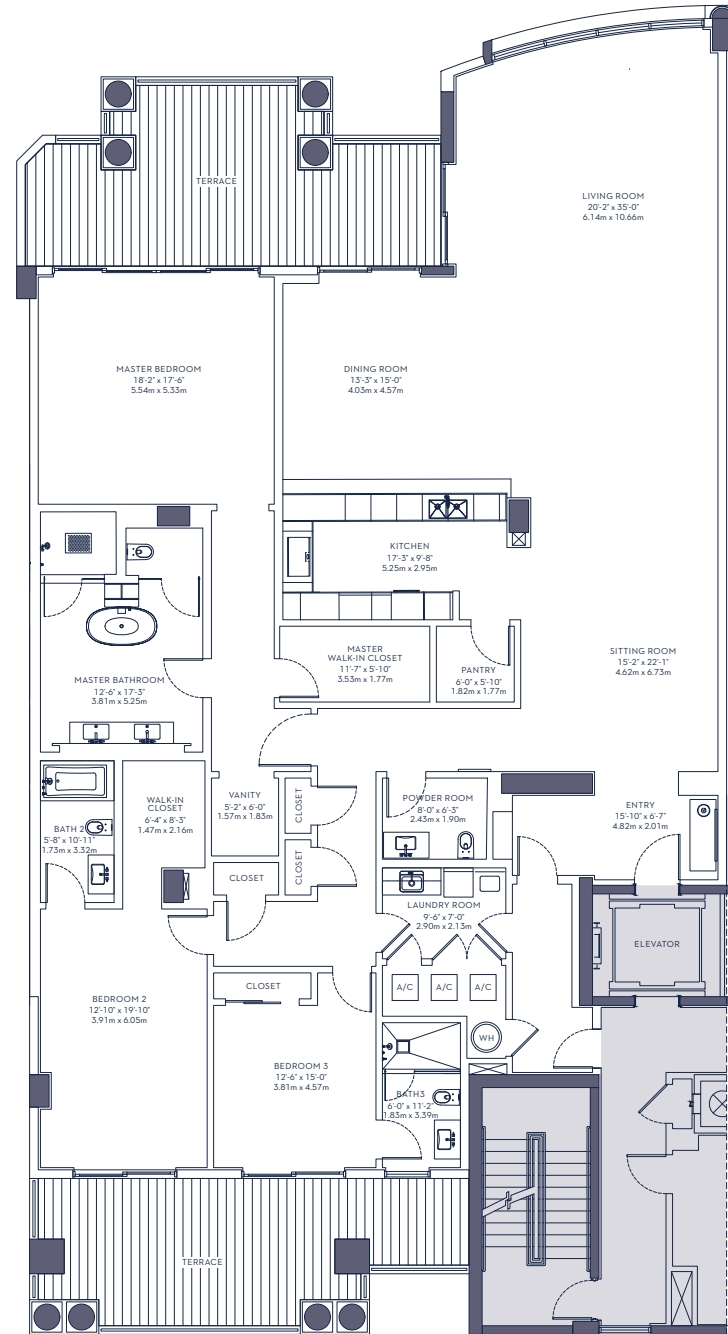 TERRACE
LIVING ROOM
20'-2" x 35'-0"
6.14m x 10.66m
MASTER BEDROOM
18'-2" x 17'-6"
5.54m x 5.33m
DINING ROOM
13'-3" x 15'-0"
4.03m x 4.57m
KITCHEN
17'-3" x 9'-8"
5.25m x 2.95m
MASTER
WALK-IN CLOSET
11'-7" x 5'-10"
3.53m x 1.77m
PANTRY
6'-0" x 5'-10"
1.82m x 1.77m
SITTING ROOM
15'-2" x 22'-1"
4.62m x 6.73m
MASTER BATHROOM
12'-6" x 17'-3"
3.81m x 5.25m
BATH 2
5'-8" x 10'-11"
1.73m x 3.32m
WALK-IN
CLOSET
6'-4" x 8'-3"
1.47m x 2.16m
VANITY
5'-2" x 6'-0"
1.57m x 1.83m
CLOSET
CLOSET
CLOSET
POWDER ROOM
8'-0" x 6'-3"
2.43m x 1.90m
ENTRY
15'-10" x 6'-7"
4.82m x 2.01m
LAUNDRY ROOM
9'-6" x 7'-0"
2.90m x 2.13m
ELEVATOR
A/C
A/C
A/C
WH
CLOSET
BEDROOM 2
12'-10" x 19'-10"
3.91m x 6.05m
BEDROOM 3
12'-6" x 15'-0"
3.81m x 4.57m
BATH3
6'-0" x 11'-2"
1.83m x 3.39m
TERRACE